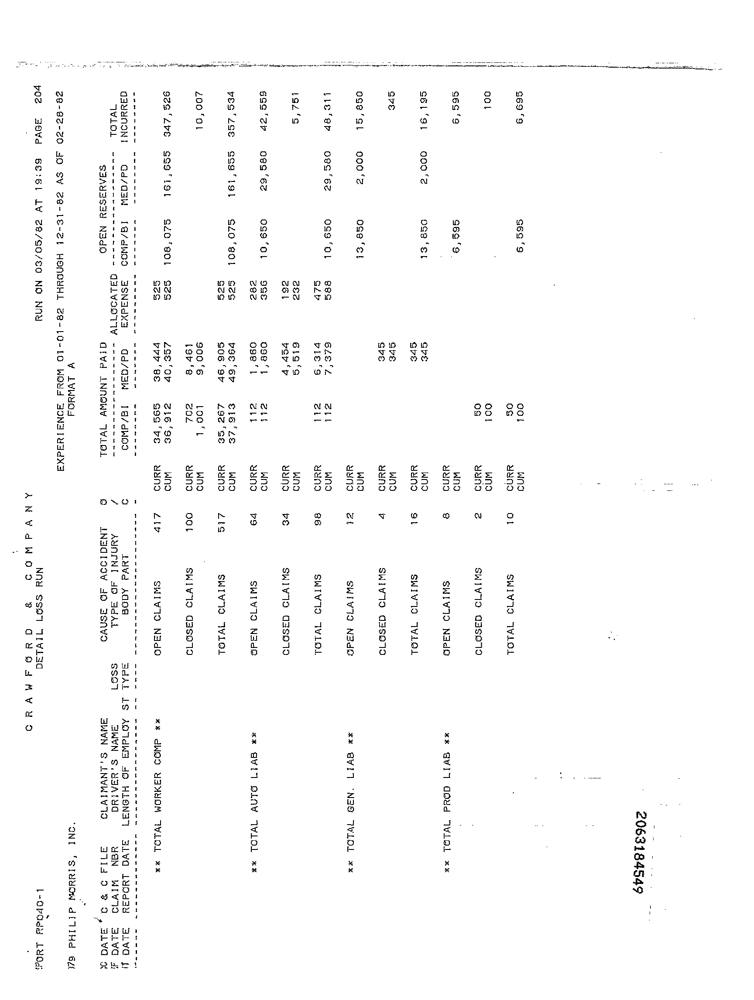 CRAWFORD & COMPANY
PORT RP040-1 DETAIL LOSS RUN RUN ON 03/05/82 AT 19:39 PAGE 204
EXPERIENCE FROM 01-01-82 THROUGH 12-31-82 AS OF 02-28-82
179 PHILIP MORRIS, INC. FORMAT A
DATE C & C FILE CLAIMANT'S NAME CAUSE OF ACCIDENT O TOTAL AMOUNT PAID OPEN RESERVES
DATE CLAIM NBR DRIVER'S NAME LOSS TYPE OF INJURY / ------------------ ALLOCATED ------------------ TOTAL
DATE REPORT DATE LENGTH OF EMPLOY ST TYPE BODY PART C COMP/BI MED/PD EXPENSE COMP/BI MED/PD INCURRED
** TOTAL WORKER COMP ** OPEN CLAIMS 417 CURR 34,565 38,444 525 108,075 161,655 347,526
CUM 36,912 40,357 525
CLOSED CLAIMS 100 CURR 702 8,461 10,007
CUM 1,001 9,006
TOTAL CLAIMS 517 CURR 35,267 46,905 525 108,075 161,655 357,534
CUM 37,913 49,364 525
** TOTAL AUTO LIAB ** OPEN CLAIMS 64 CURR 112 1,860 282 10,650 29,580 42,559
CUM 112 1,860 356
CLOSED CLAIMS 34 CURR 4,454 192 5,751
CUM 5,519 232
TOTAL CLAIMS 98 CURR 112 6,314 475 10,650 29,580 48,311
CUM 112 7,379 588
** TOTAL GEN. LIAB ** OPEN CLAIMS 12 CURR 13,850 2,000 15,850
CUM
CLOSED CLAIMS 4 CURR 345 345
CUM 345
TOTAL CLAIMS 16 CURR 345 13,850 2,000 16,195
CUM 345
** TOTAL PROD LIAB ** OPEN CLAIMS 8 CURR 6,595 6,595
CUM
CLOSED CLAIMS 2 CURR 50 100
CUM 100
TOTAL CLAIMS 10 CURR 50 6,595 6,695
CUM 100
2063184549